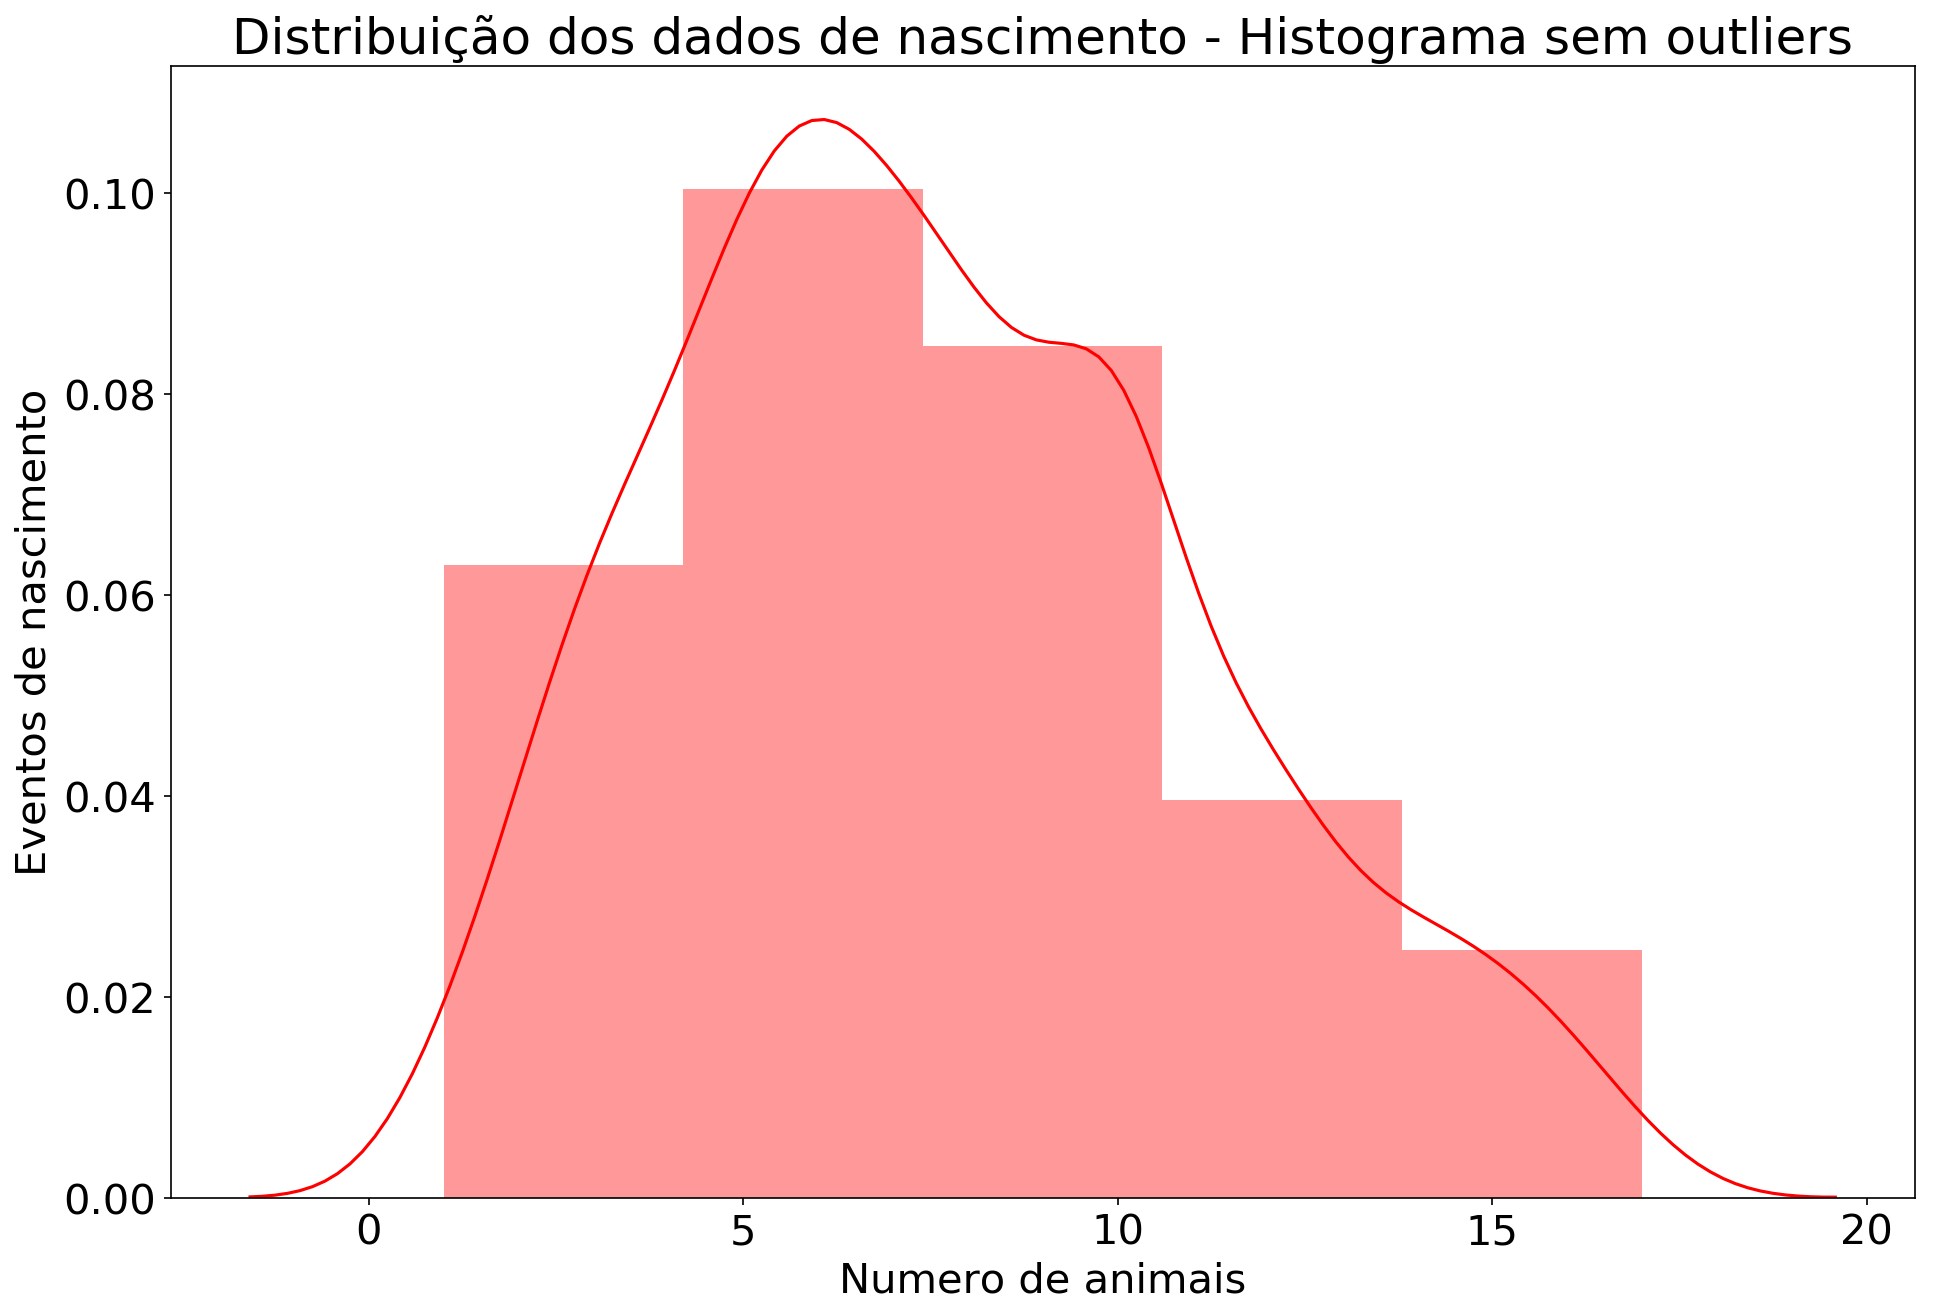 Distribuição dos dados de nascimento - Histograma sem outliers
Eventos de nascimento
0.10
0.08
0.06
0.04
0.02
0.00
0 5 10 15 20
Numero de animais